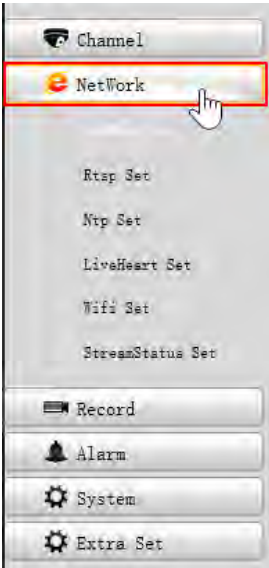 Channel
NetWork
Rtsp Set
Ntp Set
LiveHeart Set
Wifi Set
StreamStatus Set
Record
Alarm
System
Extra Set